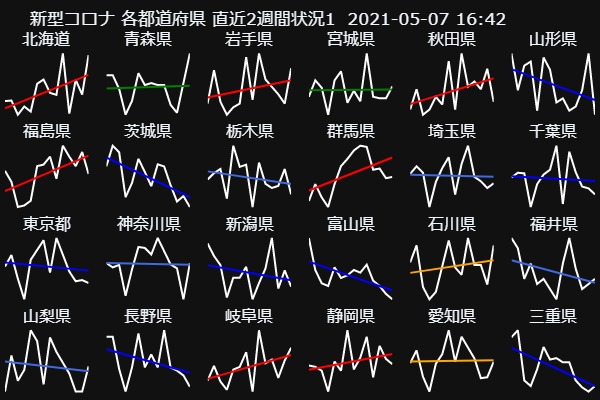 新型コロナ 各都道府県 直近2週間状況1 2021-05-07 16:42
北海道 青森県 岩手県 宮城県 秋田県 山形県
福島県 茨城県 栃木県 群馬県 埼玉県 千葉県
東京都 神奈川県 新潟県 富山県 石川県 福井県
山梨県 長野県 岐阜県 静岡県 愛知県 三重県